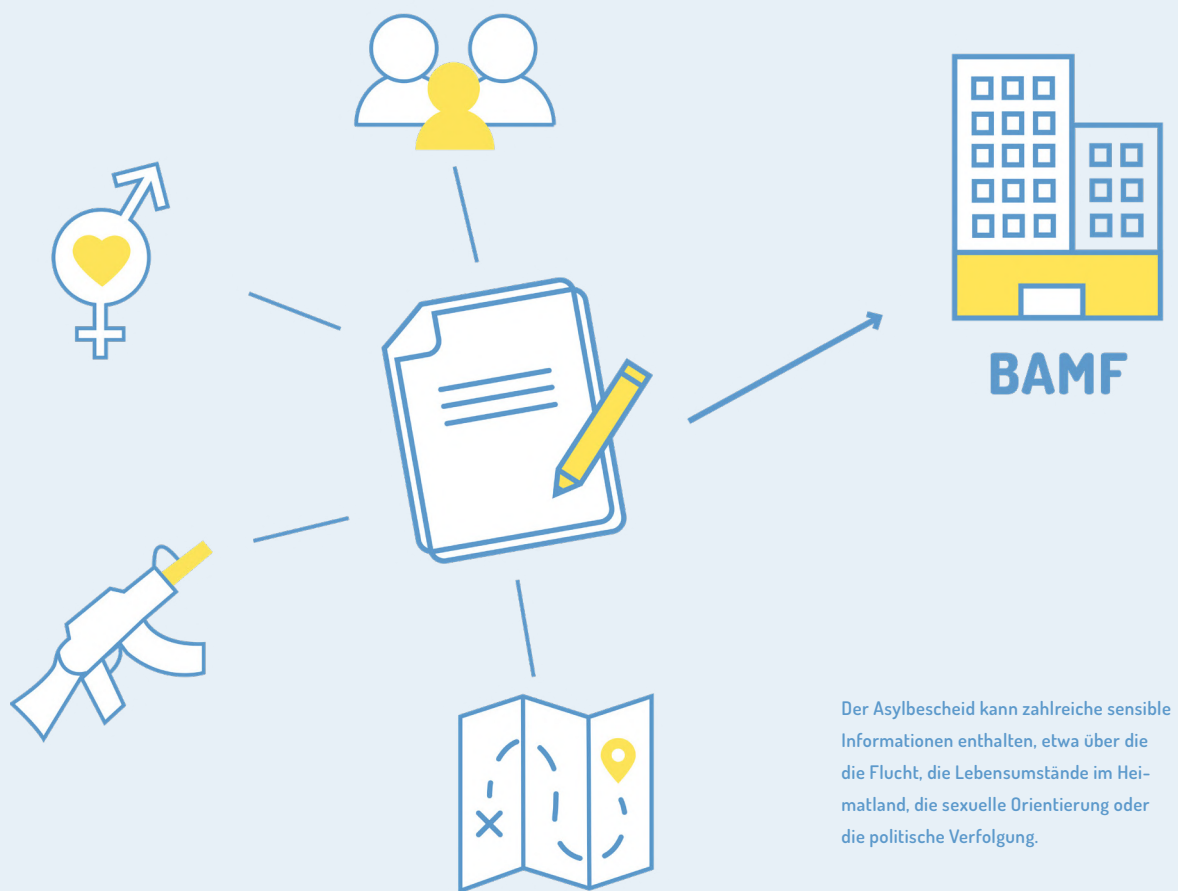 BAMF
Der Asylbescheid kann zahlreiche sensible
Informationen enthalten, etwa über die
die Flucht, die Lebensumstände im Hei-
matland, die sexuelle Orientierung oder
die politische Verfolgung.